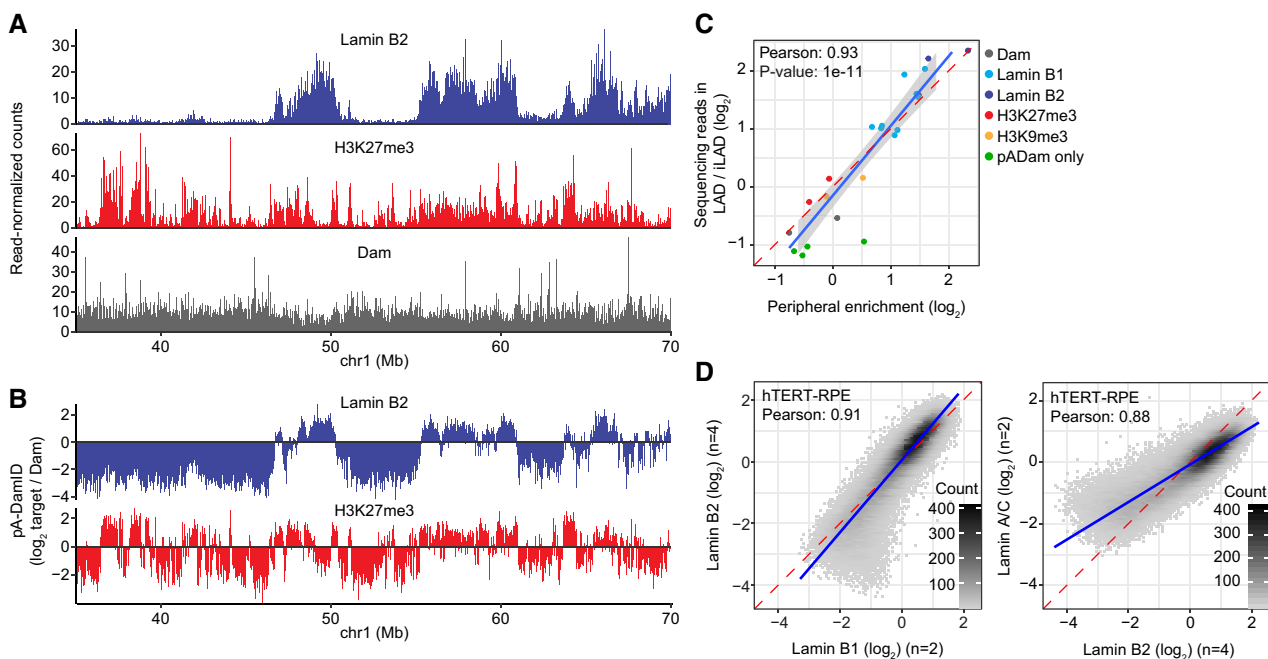 A
Lamin B2
30
20
10
0
H3K27me3
60
40
20
0
Dam
40
30
20
10
0
Read-normalized counts
40
50
60
70
chr1 (Mb)
B
Lamin B2
2
0
−2
−4
H3K27me3
2
0
−2
pA-DamID
(log2 target / Dam)
40
50
60
70
chr1 (Mb)
C
Pearson: 0.93
P-value: 1e-11
2
1
0
−1
Sequencing reads in
LAD / iLAD (log2)
−1
0
1
2
Peripheral enrichment (log2)
Dam
Lamin B1
Lamin B2
H3K27me3
H3K9me3
pADam only
D
hTERT-RPE
Pearson: 0.91
2
0
−2
−4
Lamin B2 (log2) (n=4)
Count
400
300
200
100
−4
−2
0
2
Lamin B1 (log2) (n=2)
hTERT-RPE
Pearson: 0.88
2
0
−2
−4
Lamin A/C (log2) (n=2)
Count
400
300
200
100
−4
−2
0
2
Lamin B2 (log2) (n=4)